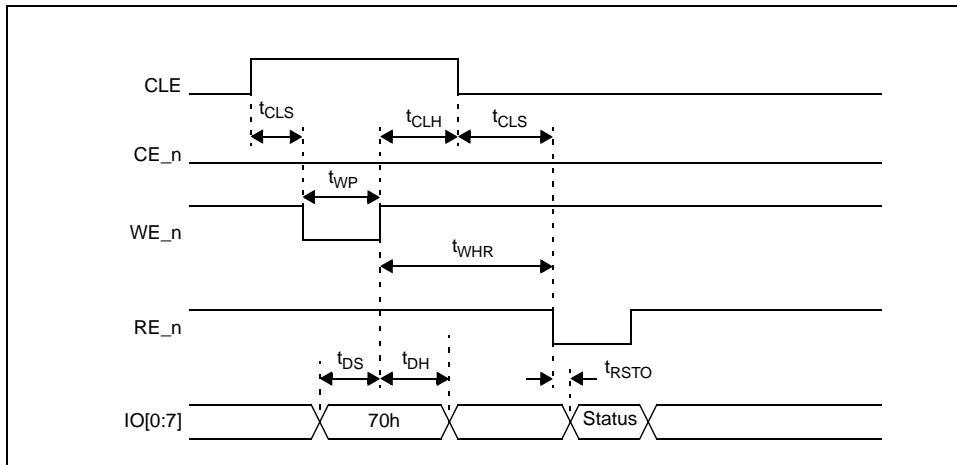 CLE
tCLS
tCLH
tCLS
CE_n
tWP
WE_n
tWHR
RE_n
tDS
tDH
tRSTO
IO[0:7]
70h
Status